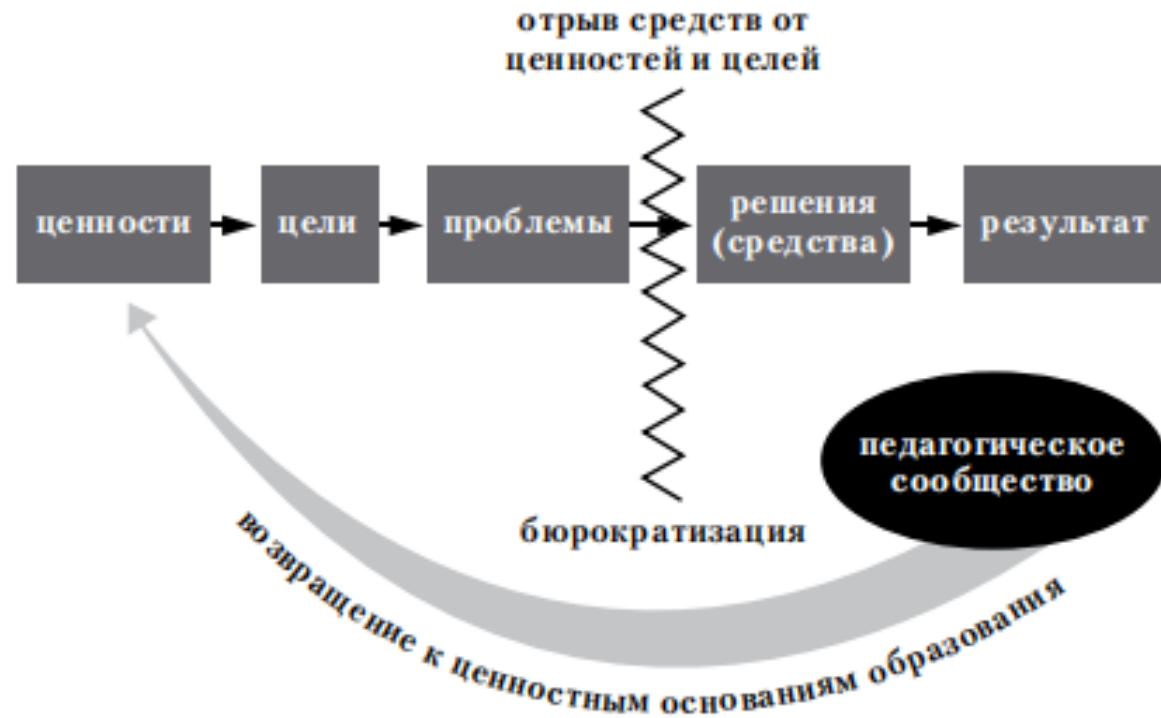 отрыв средств от
ценностей и целей
ценности
цели
проблемы
решения
(средства)
результат
педагогическое
сообщество
бюрократизация
возвращение к ценностным основаниям образования